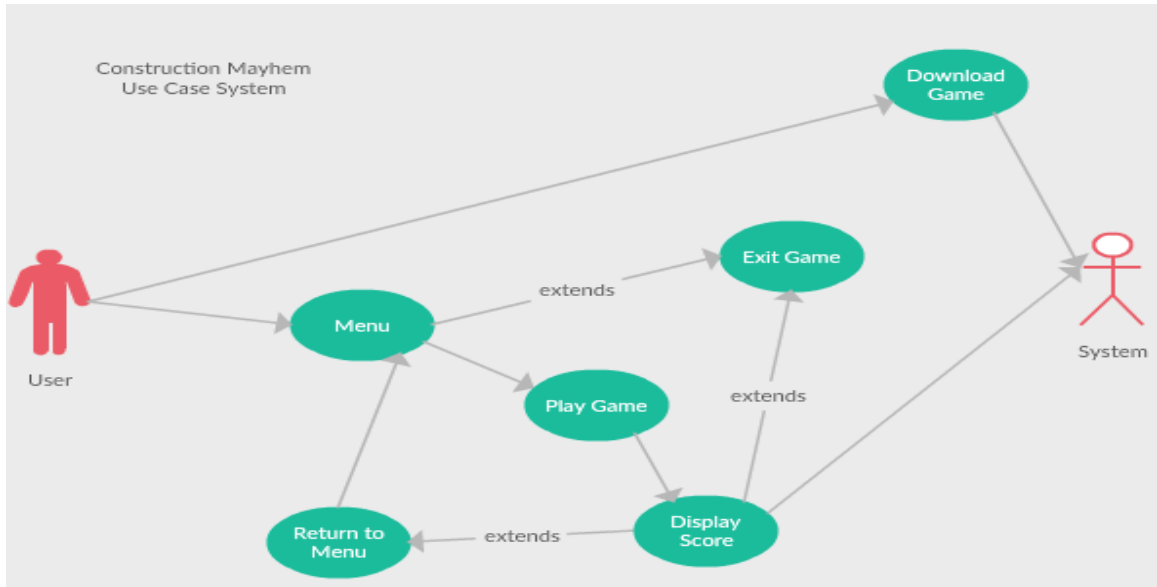 Construction Mayhem
Use Case System
Download
Game
Exit Game
extends
Menu
System
User
Play Game
extends
Display
Score
Return to
Menu
extends